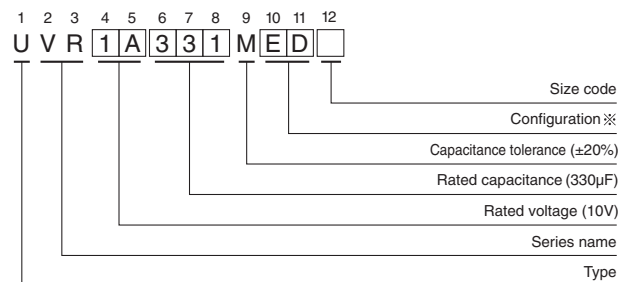 1 2 3 4 5 6 7 8 9 10 11 12
U V R 1 A 3 3 1 M E D
Size code
Configuration※
Capacitance tolerance (±20%)
Rated capacitance (330µF)
Rated voltage (10V)
Series name
Type